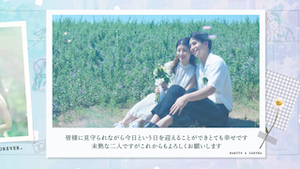 皆様に見守られながら今日という日を迎えることができとても幸せです
未熟な二人ですがこれからもよろしくお願いします
OREVER.